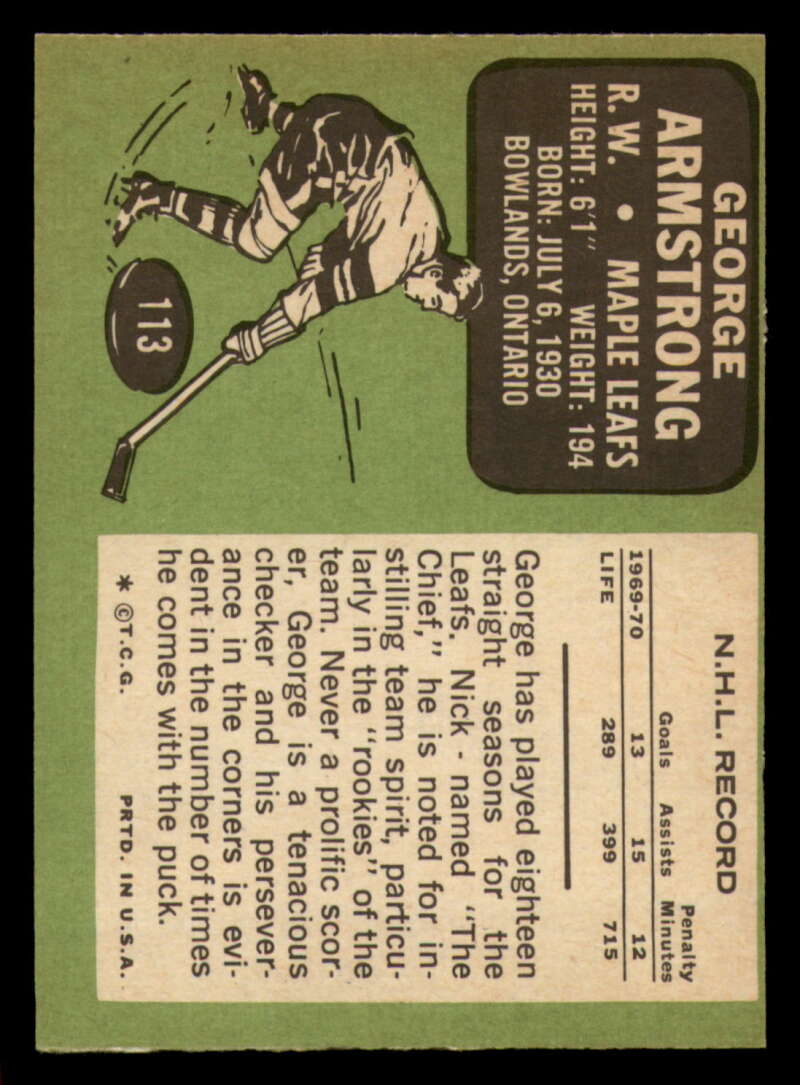 GEORGE
ARMSTRONG
R.W. • MAPLE LEAFS
HEIGHT: 6'1" WEIGHT: 194
BORN: JULY 6, 1930
BOWLANDS, ONTARIO
113
N.H.L. RECORD
Goals Assists Penalty Minutes
1969-70 13 15 12
LIFE 289 399 715
George has played eighteen
straight seasons for the
Leafs. Nick - named "The
Chief," he is noted for in-
stilling team spirit, particu-
larly in the "rookies" of the
team. Never a prolific scor-
er, George is a tenacious
checker and his persever-
ance in the corners is evi-
dent in the number of times
he comes with the puck.
* ©T.C.G. PRTD. IN U.S.A.